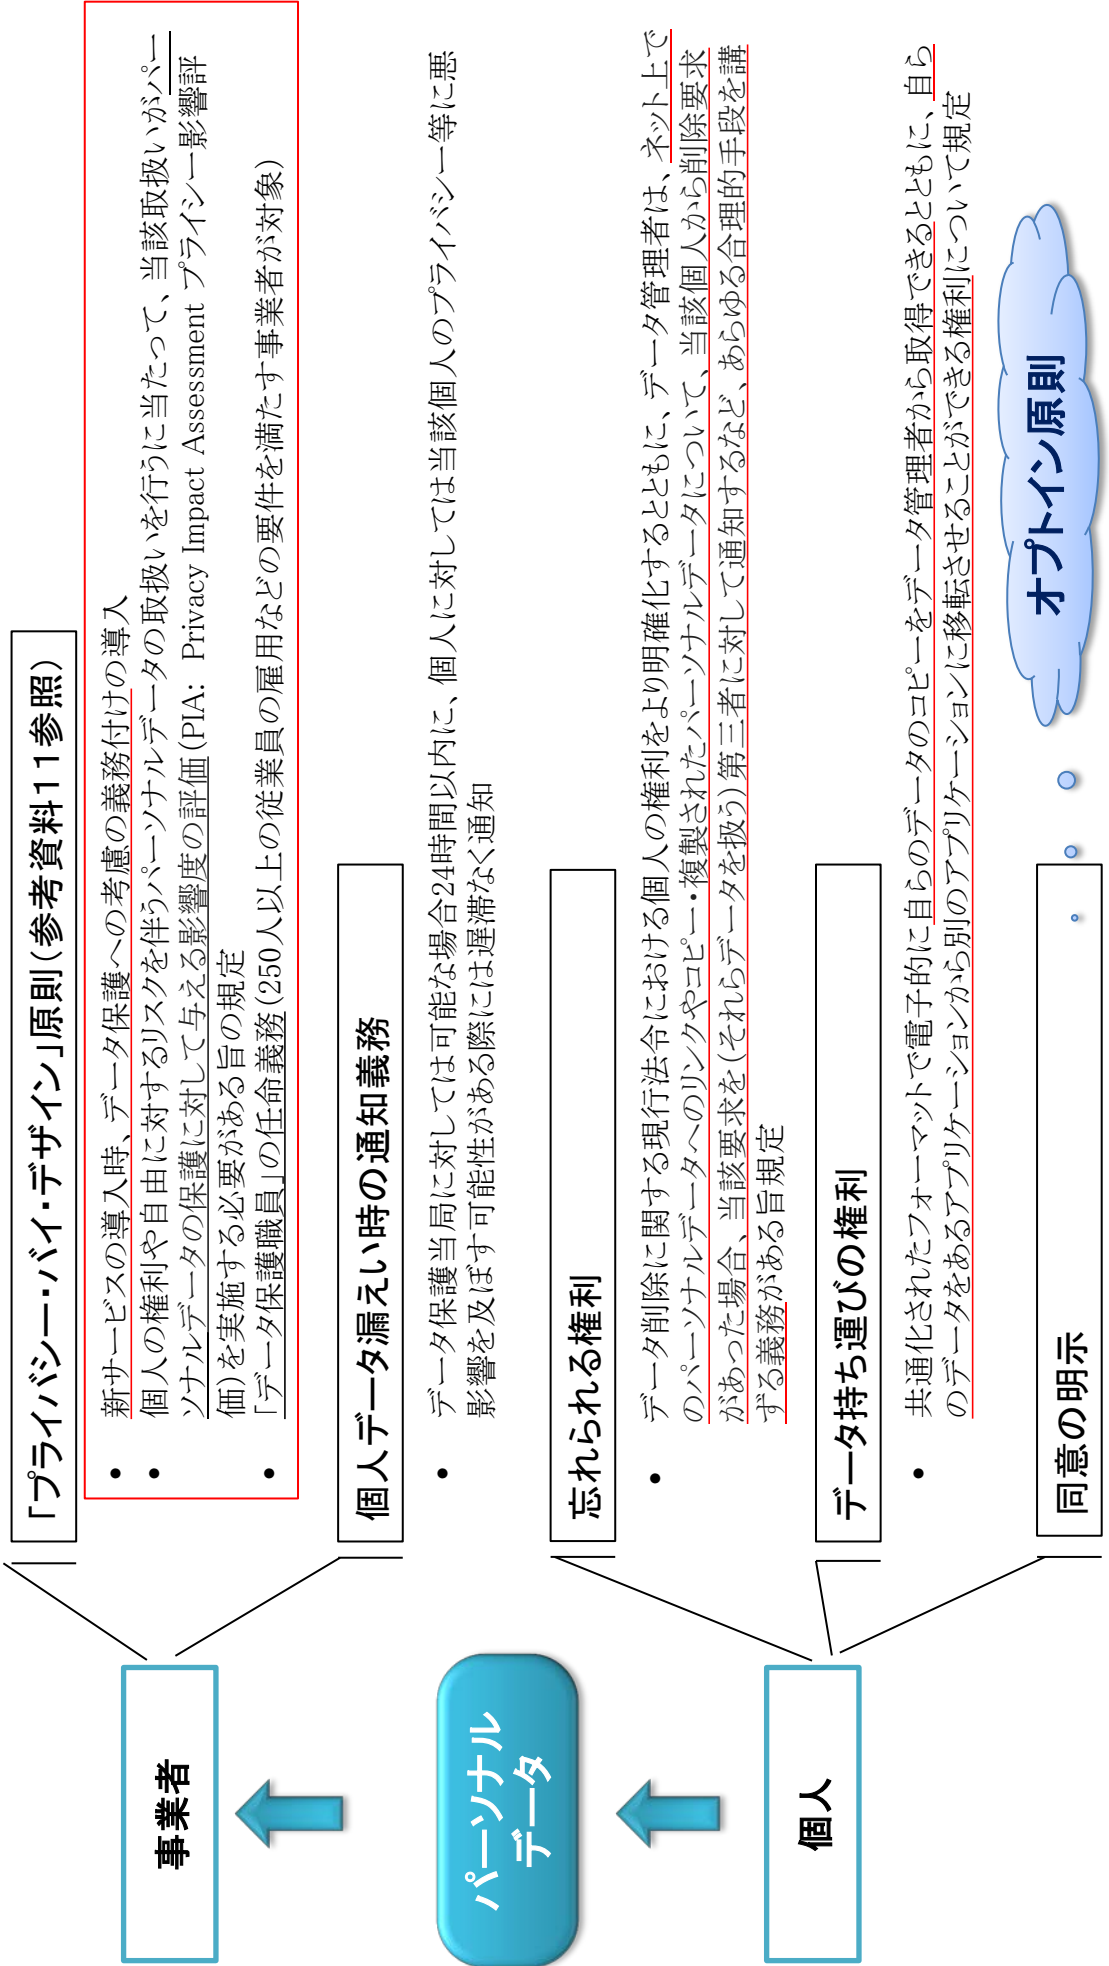 「プライバシー・バイ・デザイン」原則(参考資料11参照)
• 新サービスの導入時、データ保護への考慮の義務付けの導入
• 個人の権利や自由に対するリスクを伴うパーソナルデータの取扱いを行うに当たって、当該取扱いがパー
ソナルデータの保護に対して与える影響度の評価(PIA: Privacy Impact Assessment プライシー影響評
価)を実施する必要がある旨の規定
• 「データ保護職員」の任命義務(250人以上の従業員の雇用などの要件を満たす事業者が対象)
個人データ漏えい時の通知義務
• データ保護当局に対しては可能な場合24時間以内に、個人に対しては当該個人のプライバシー等に悪
影響を及ぼす可能性がある際には遅滞なく通知
忘れられる権利
• データ削除に関する現行法令における個人の権利をより明確化するとともに、データ管理者は、ネット上で
のパーソナルデータへのリンクやコピー・複製されたパーソナルデータについて、当該個人から削除要求
があった場合、当該要求を(それらデータを扱う)第三者に対して通知するなど、あらゆる合理的手段を講
ずる義務がある旨規定
データ持ち運びの権利
• 共通化されたフォーマットで電子的に自らのデータのコピーをデータ管理者から取得できるとともに、自ら
のデータをあるアプリケーションから別のアプリケーションに移転させることができる権利について規定
同意の明示
オプトイン原則
事業者
パーソナル
データ
個人